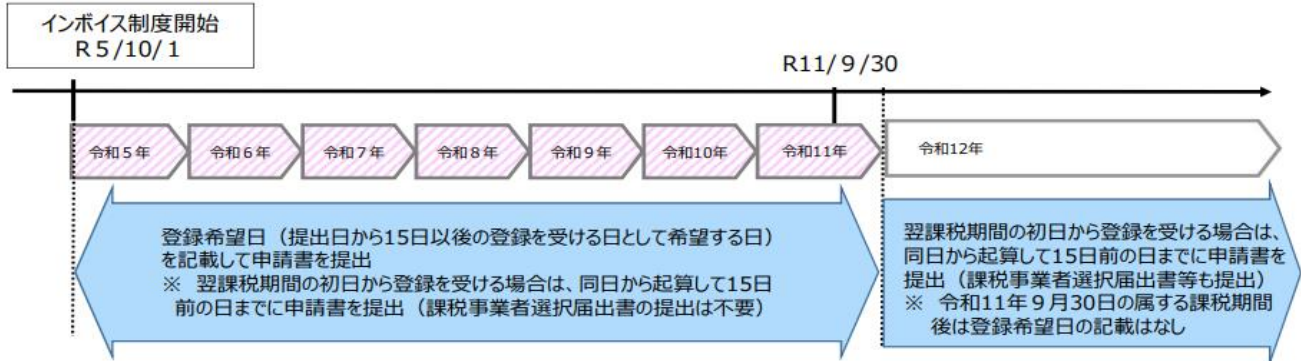 インボイス制度開始
R5/10/1
R11/9/30
令和5年
令和6年
令和7年
令和8年
令和9年
令和10年
令和11年
令和12年
登録希望日（提出日から15日以後の登録を受ける日として希望する日）
を記載して申請書を提出
※ 翌課税期間の初日から登録を受ける場合は、同日から起算して15日
前の日までに申請書を提出（課税事業者選択届出書の提出は不要）
翌課税期間の初日から登録を受ける場合は、
同日から起算して15日前の日までに申請書を
提出（課税事業者選択届出書等も提出）
※ 令和11年９月30日の属する課税期間
後は登録希望日の記載はなし